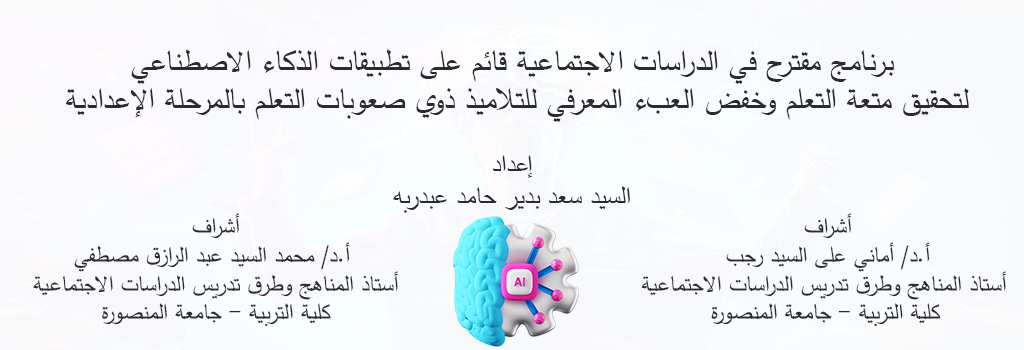 برنامج مقترح في الدراسات الاجتماعية قائم على تطبيقات الذكاء الاصطناعي
لتحقيق متعة التعلم وخفض العبء المعرفي للتلاميذ ذوي صعوبات التعلم بالمرحلة الإعدادية
إعداد
السيد سعد بدير حامد عبدربه
أشراف
أ.د/ أماني على السيد رجب
أستاذ المناهج وطرق تدريس الدراسات الاجتماعية
كلية التربية – جامعة المنصورة
أشراف
أ.د/ محمد السيد عبد الرازق مصطفي
أستاذ المناهج وطرق تدريس الدراسات الاجتماعية
كلية التربية – جامعة المنصورة
AI